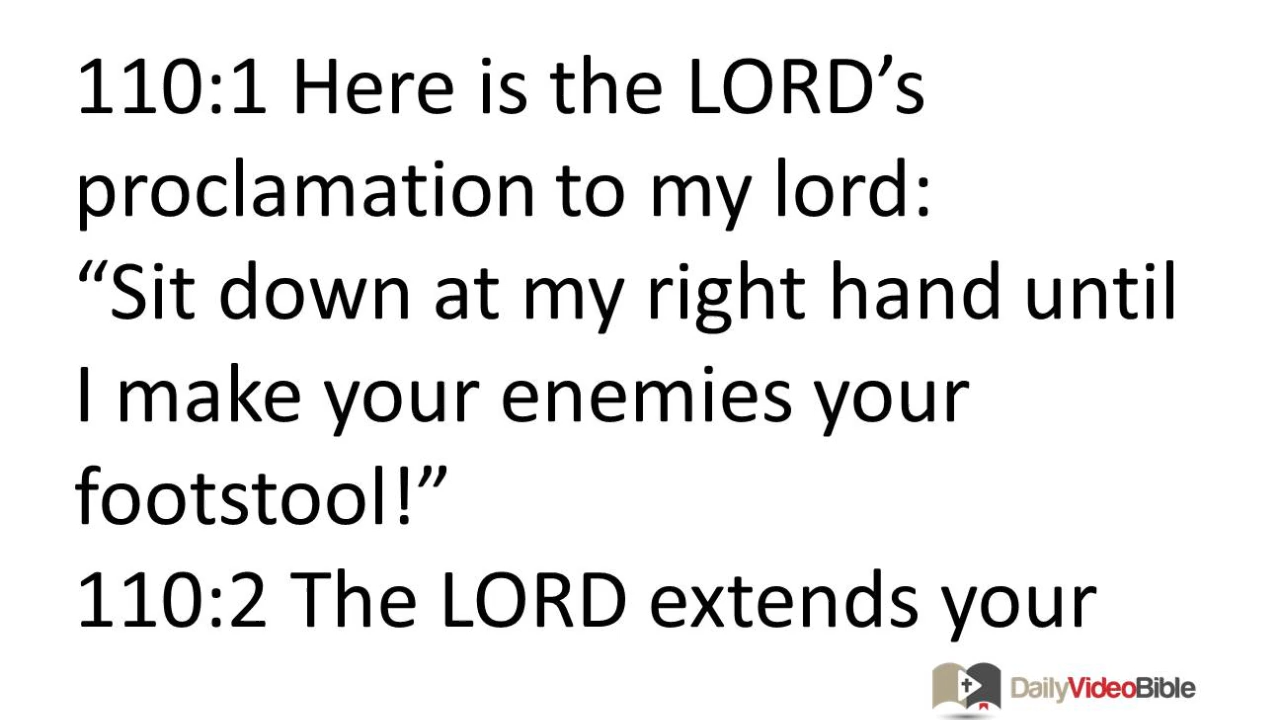 110:1 Here is the LORD’s
proclamation to my lord:
“Sit down at my right hand until
I make your enemies your
footstool!”
110:2 The LORD extends your
DailyVideoBible